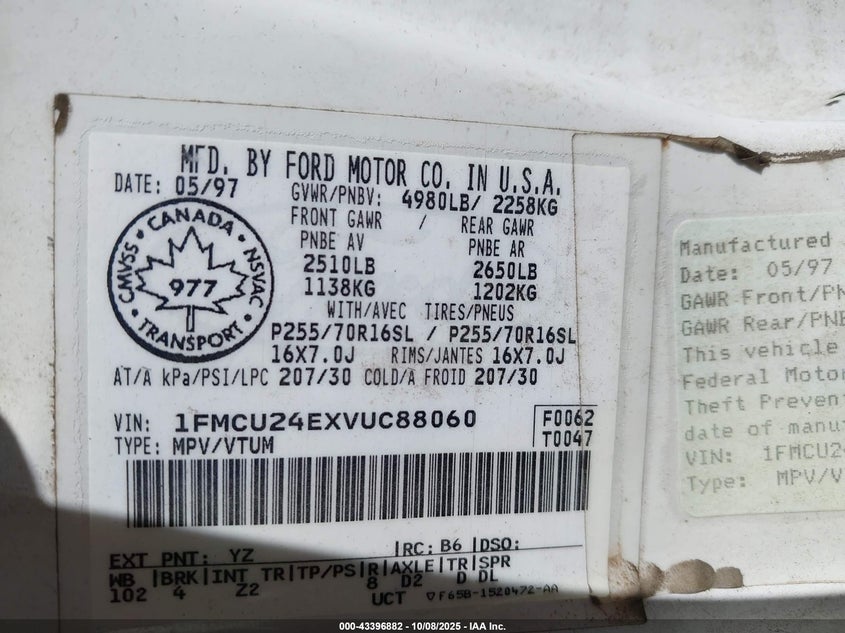 MFD. BY FORD MOTOR CO. IN U.S.A.
DATE: 05/97
GVWR/PNBV: 4980LB/ 2258KG
FRONT GAWR / REAR GAWR
PNBE AV PNBE AR
2510LB 2650LB
1138KG 1202KG
WITH/AVEC TIRES/PNEUS
P255/70R16SL / P255/70R16SL
16X7.0J RIMS/JANTES 16X7.0J
AT/A kPa/PSI/LPC 207/30 COLD/A FROID 207/30
CANADA
CMVSS NSVAC
977
TRANSPORT
VIN: 1FMCU24EXVUC88060
F0062
TYPE: MPV/VTUM
T0047
EXT PNT: YZ |RC: B6 |DSO:
WB |BRK|INT TR|TP/PS|R|AXLE|TR|SPR
102 4 Z2 8 D2 D DL
UCT ▽F65B-1520472-AA
Manufactured
Date: 05/97
GAWR Front/PN
GAWR Rear/PNB
This vehicle
Federal Motor
Theft Prevent
date of manu
VIN: 1FMCU2
Type: MPV/V
000-43396882 - 10/08/2025 - IAA Inc.